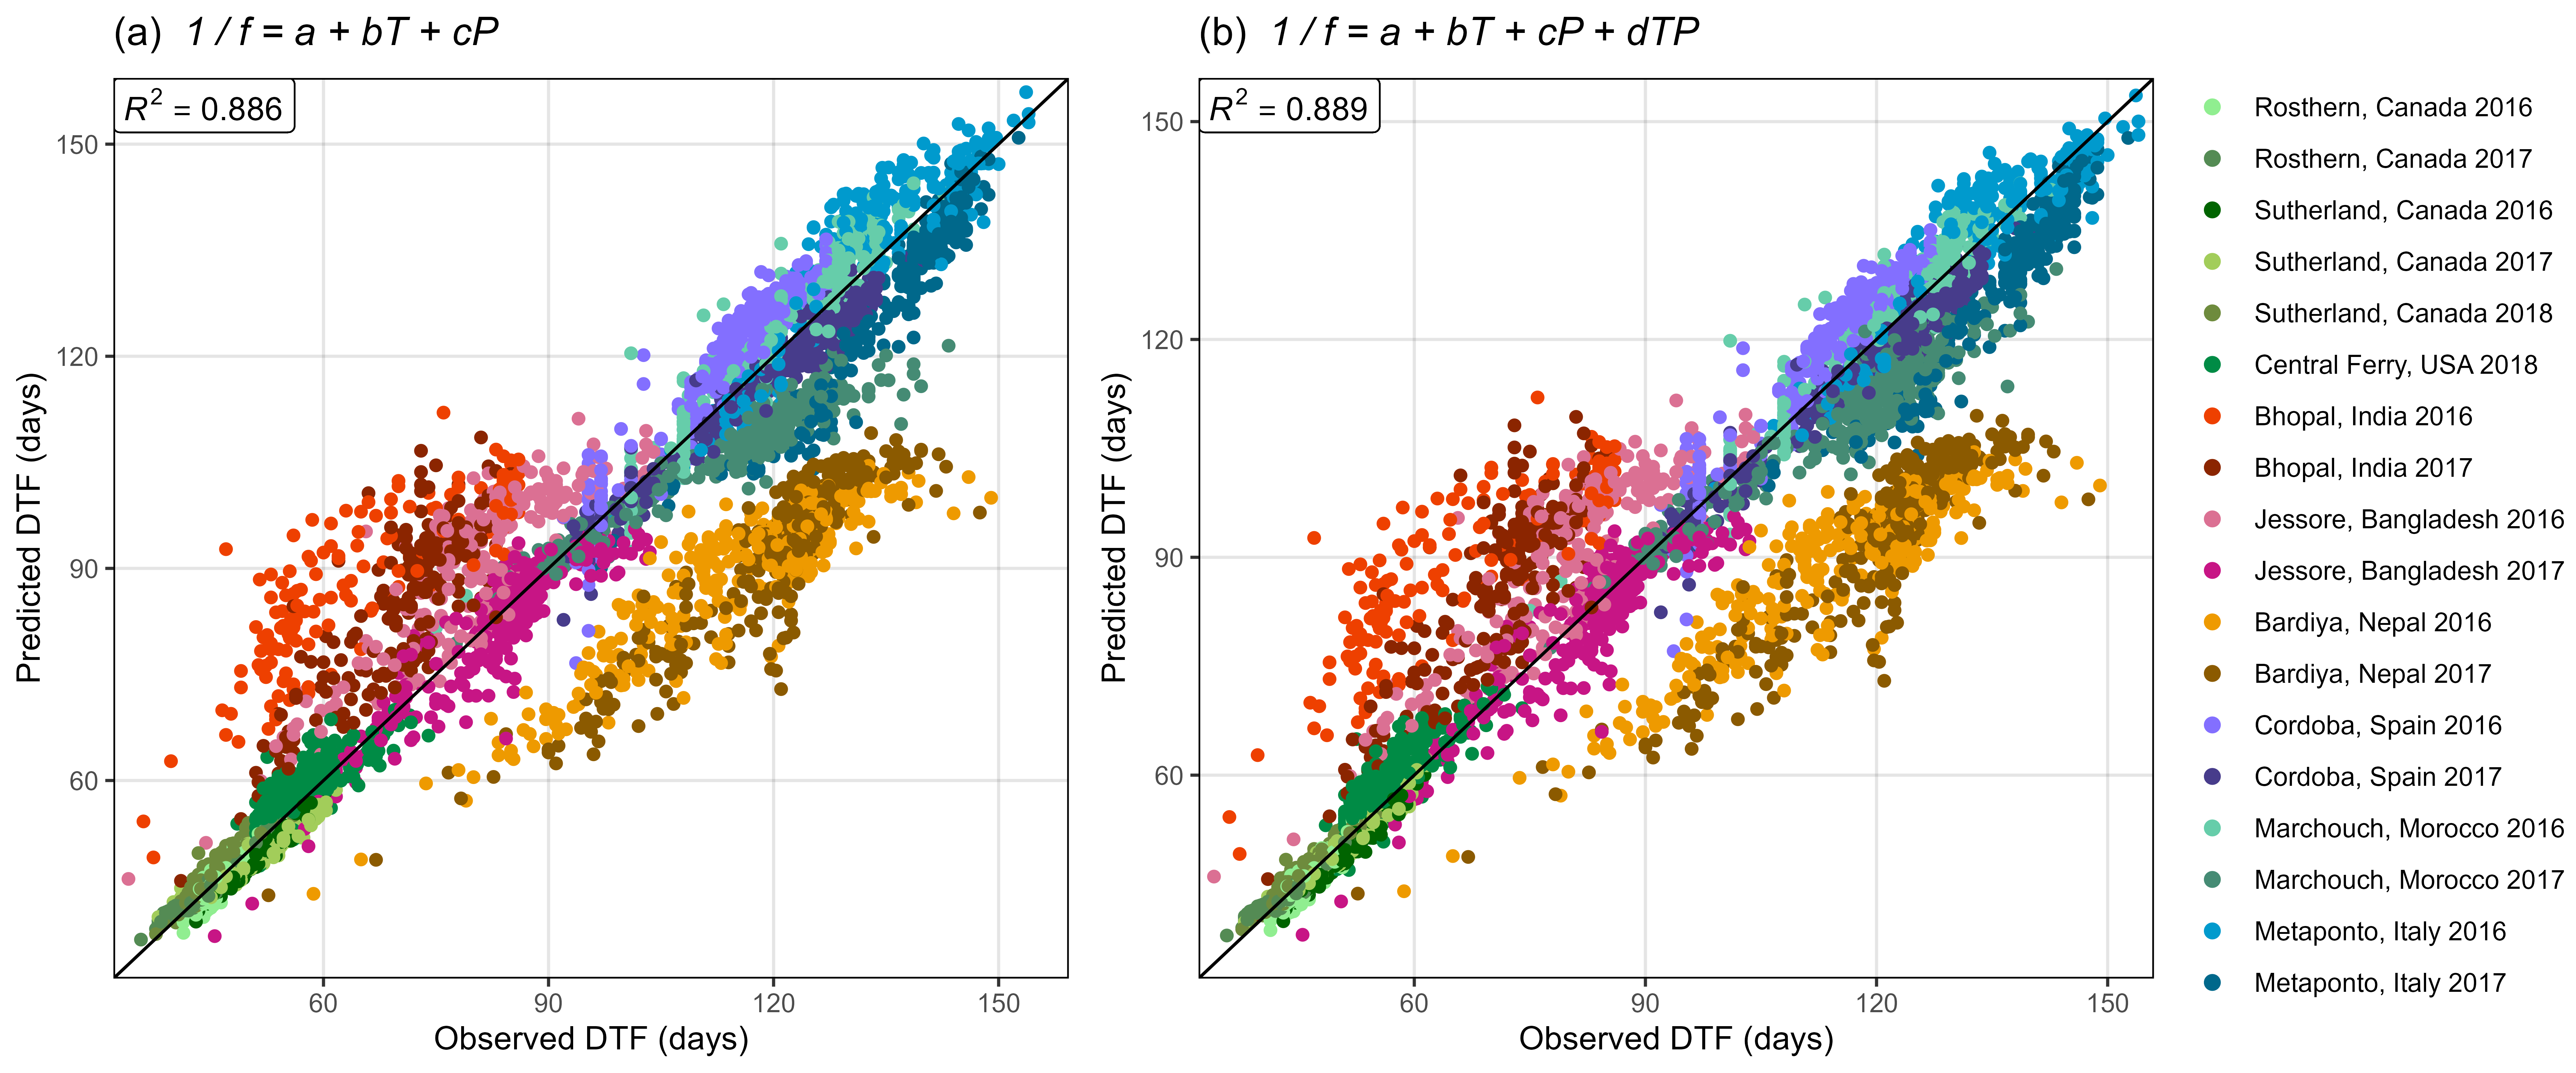 (a) 1 / f = a + bT + cP
R² = 0.886
150
120
90
60
60 90 120 150
Predicted DTF (days)
Observed DTF (days)
(b) 1 / f = a + bT + cP + dTP
R² = 0.889
150
120
90
60
60 90 120 150
Predicted DTF (days)
Observed DTF (days)
Rosthern, Canada 2016
Rosthern, Canada 2017
Sutherland, Canada 2016
Sutherland, Canada 2017
Sutherland, Canada 2018
Central Ferry, USA 2018
Bhopal, India 2016
Bhopal, India 2017
Jessore, Bangladesh 2016
Jessore, Bangladesh 2017
Bardiya, Nepal 2016
Bardiya, Nepal 2017
Cordoba, Spain 2016
Cordoba, Spain 2017
Marchouch, Morocco 2016
Marchouch, Morocco 2017
Metaponto, Italy 2016
Metaponto, Italy 2017